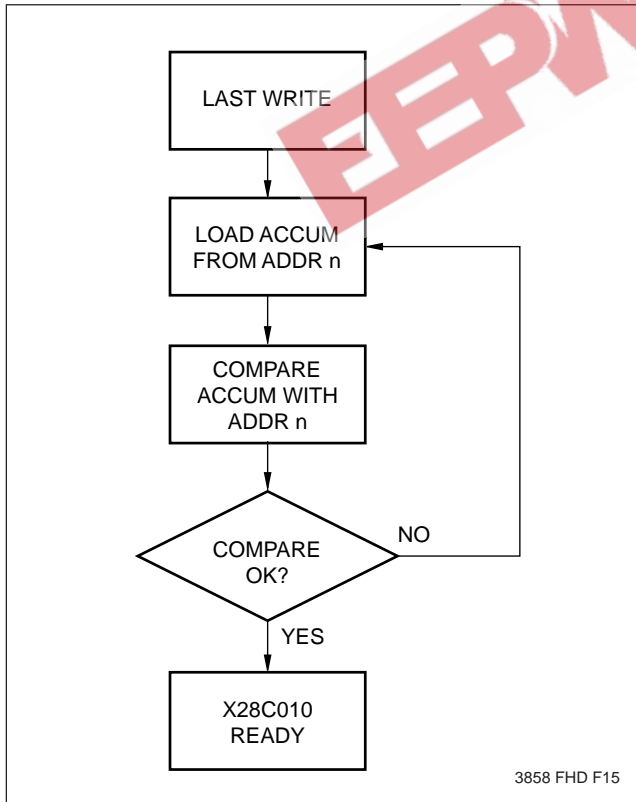 EEPW
LAST WRITE
LOAD ACCUM
FROM ADDR n
COMPARE
ACCUM WITH
ADDR n
COMPARE
OK?
NO
YES
X28C010
READY
3858 FHD F15